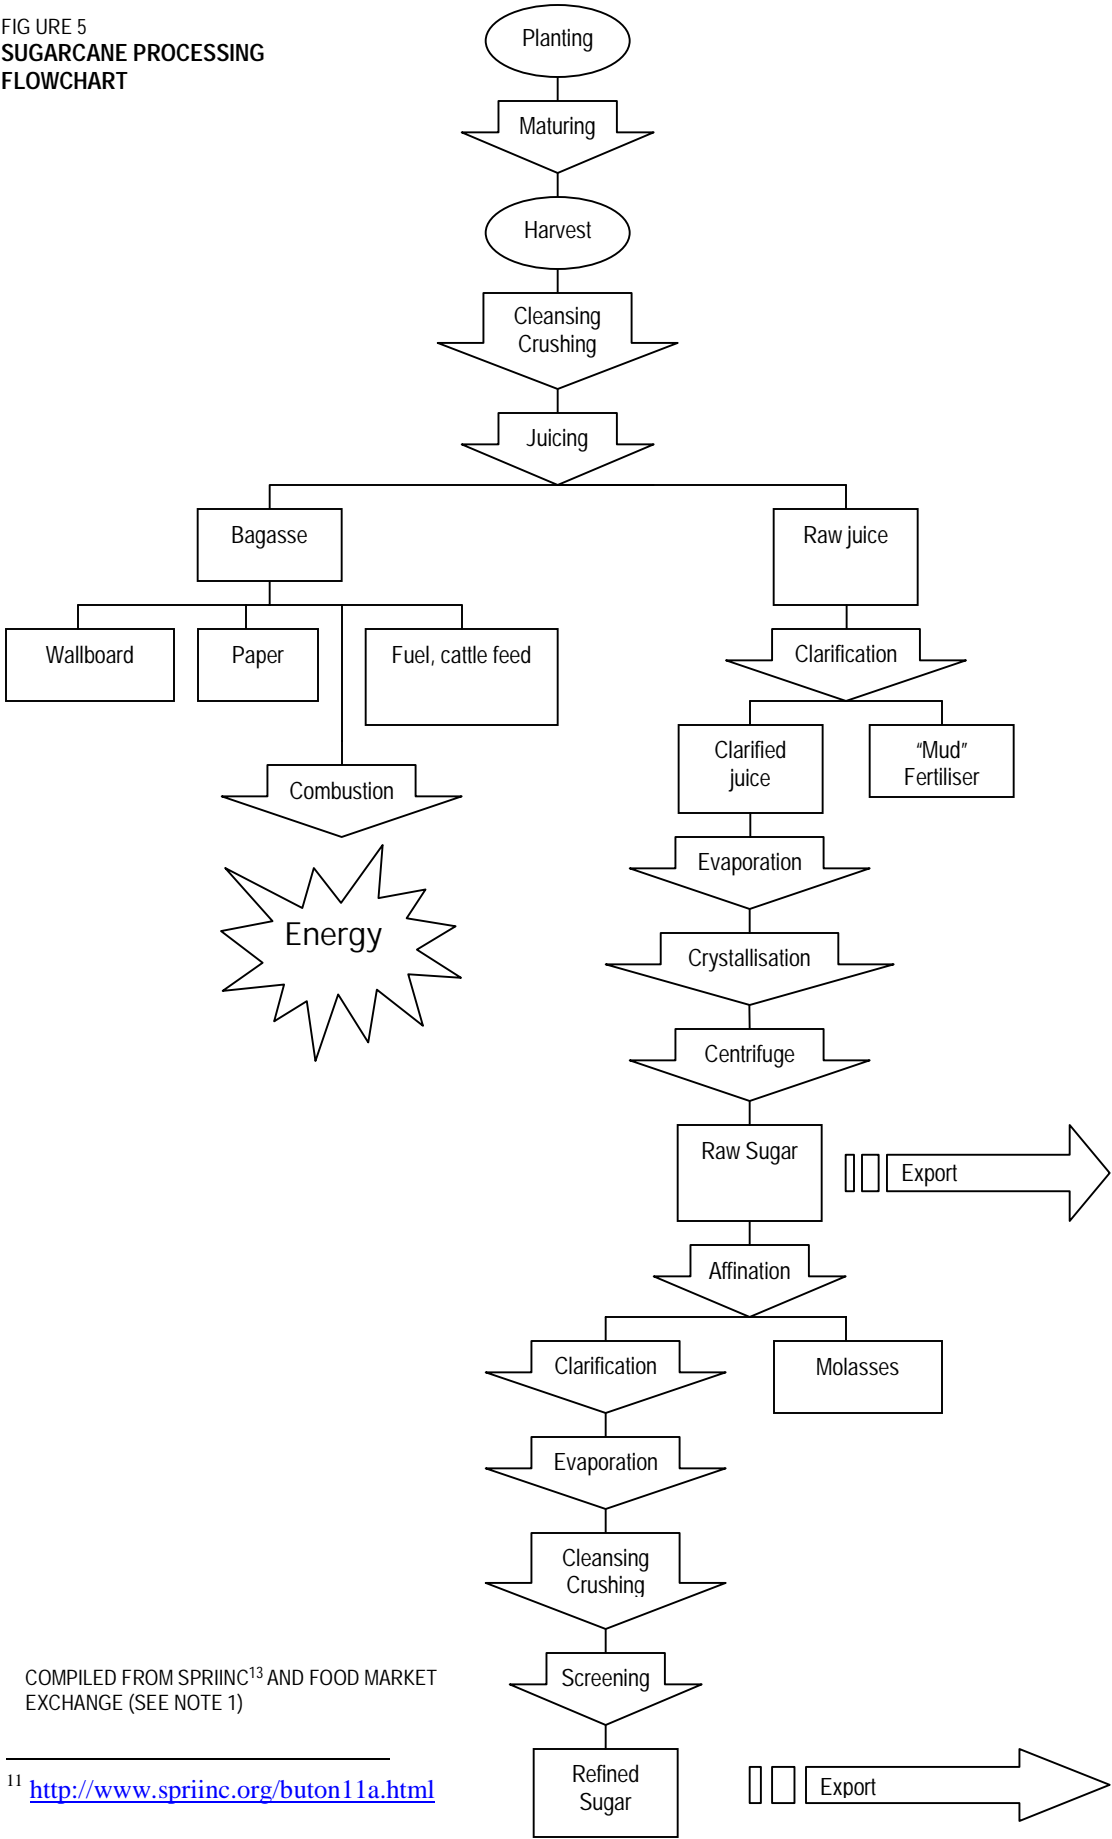 FIG URE 5
SUGARCANE PROCESSING
FLOWCHART
Planting
Maturing
Harvest
Cleansing
Crushing
Juicing
Bagasse
Raw juice
Wallboard
Paper
Fuel, cattle feed
Clarification
Clarified
juice
“Mud”
Fertiliser
Combustion
Evaporation
Energy
Crystallisation
Centrifuge
Raw Sugar
Export
Affination
Clarification
Molasses
Evaporation
Cleansing
Crushing
Screening
COMPILED FROM SPRIINC13 AND FOOD MARKET
EXCHANGE (SEE NOTE 1)
Refined
Sugar
Export
11 http://www.spriinc.org/buton11a.html